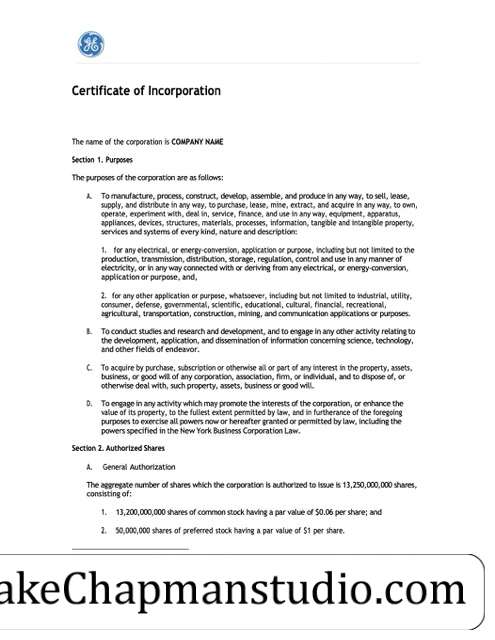 Certificate of Incorporation
The name of the corporation is COMPANY NAME
Section 1. Purposes
The purposes of the corporation are as follows:
A. To manufacture, process, construct, develop, assemble, and produce in any way, to sell, lease,
supply, and distribute in any way, to purchase, lease, mine, extract, and acquire in any way, to own,
operate, experiment with, deal in, service, finance, and use in any way, equipment, apparatus,
appliances, devices, structures, materials, processes, information, tangible and intangible property,
services and systems of every kind, nature and description:
1. for any electrical, or energy-conversion, application or purpose, including but not limited to the
production, transmission, distribution, storage, regulation, control and use in any manner of
electricity, or in any way connected with or deriving from any electrical, or energy-conversion,
application or purpose, and,
2. for any other application or purpose, whatsoever, including but not limited to industrial, utility,
consumer, defense, governmental, scientific, educational, cultural, financial, recreational,
agricultural, transportation, construction, mining, and communication applications or purposes.
B. To conduct studies and research and development, and to engage in any other activity relating to
the development, application, and dissemination of information concerning science, technology,
and other fields of endeavor.
C. To acquire by purchase, subscription or otherwise all or part of any interest in the property, assets,
business, or good will of any corporation, association, firm, or individual, and to dispose of, or
otherwise deal with, such property, assets, business or good will.
D. To engage in any activity which may promote the interests of the corporation, or enhance the
value of its property, to the fullest extent permitted by law, and in furtherance of the foregoing
purposes to exercise all powers now or hereafter granted or permitted by law, including the
powers specified in the New York Business Corporation Law.
Section 2. Authorized Shares
A. General Authorization
The aggregate number of shares which the corporation is authorized to issue is 13,250,000,000 shares,
consisting of:
1. 13,200,000,000 shares of common stock having a par value of $0.06 per share; and
2. 50,000,000 shares of preferred stock having a par value of $1 per share.
akeChapmanstudio.com